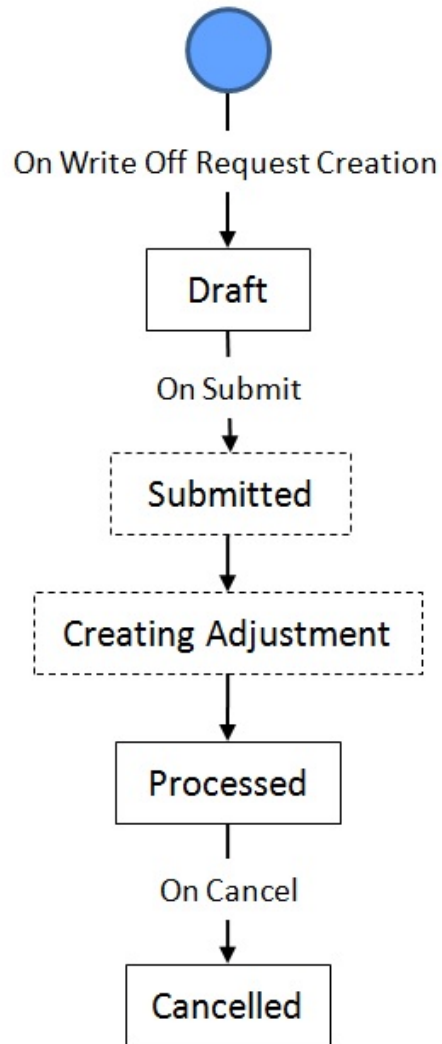 On Write Off Request Creation
Draft
On Submit
Submitted
Creating Adjustment
Processed
On Cancel
Cancelled